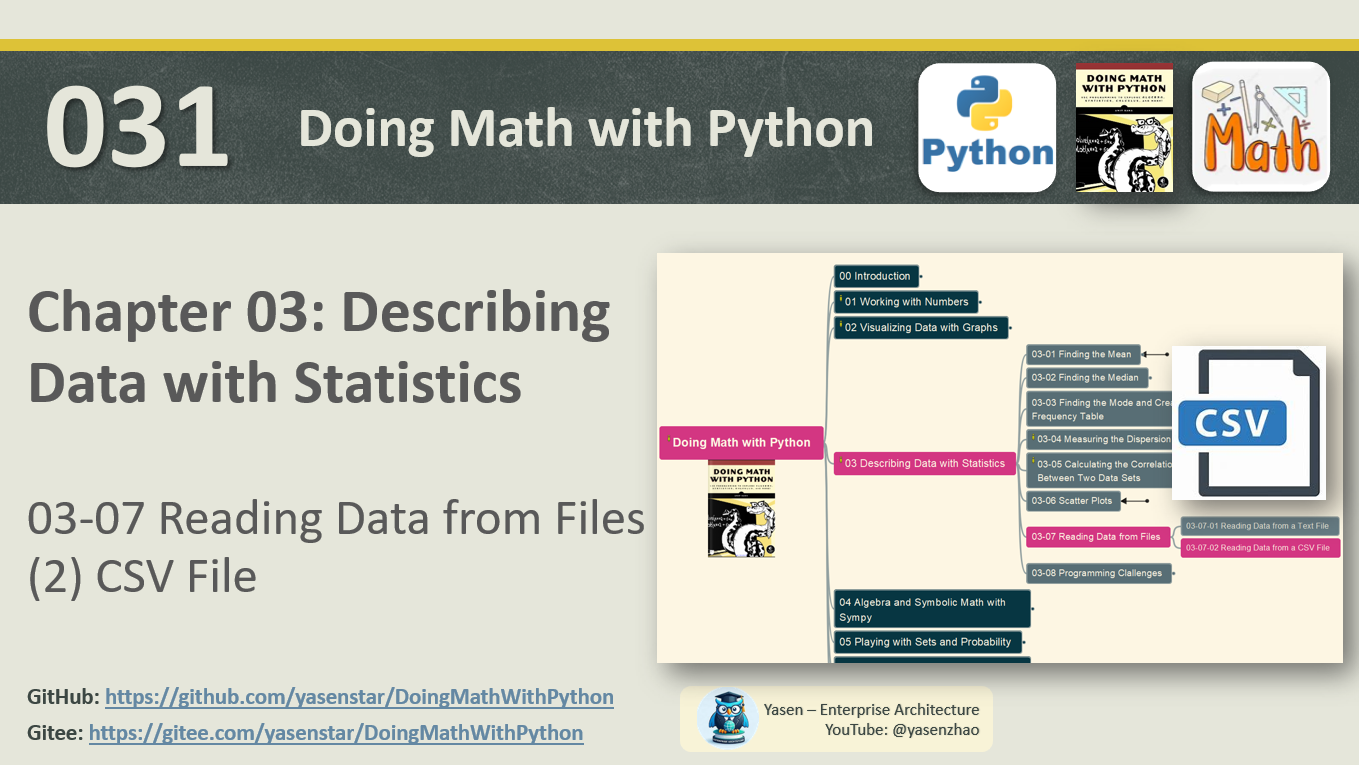 031
Doing Math with Python
Python
DOING MATH
WITH PYTHON
Math
Chapter 03: Describing
Data with Statistics
03-07 Reading Data from Files
(2) CSV File
00 Introduction
01 Working with Numbers
02 Visualizing Data with Graphs
03-01 Finding the Mean
03-02 Finding the Median
03-03 Finding the Mode and Crea
Frequency Table
03-04 Measuring the Dispersion
03-05 Calculating the Correlatio
Between Two Data Sets
03-06 Scatter Plots
CSV
Doing Math with Python
DOING MATH
WITH PYTHON
03 Describing Data with Statistics
03-07 Reading Data from Files
03-07-01 Reading Data from a Text File
03-07-02 Reading Data from a CSV File
03-08 Programming Clallenges
04 Algebra and Symbolic Math with
Sympy
05 Playing with Sets and Probability
GitHub: https://github.com/yasenstar/DoingMathWithPython
Gitee: https://gitee.com/yasenstar/DoingMathWithPython
Yasen – Enterprise Architecture
YouTube: @yasenzhao